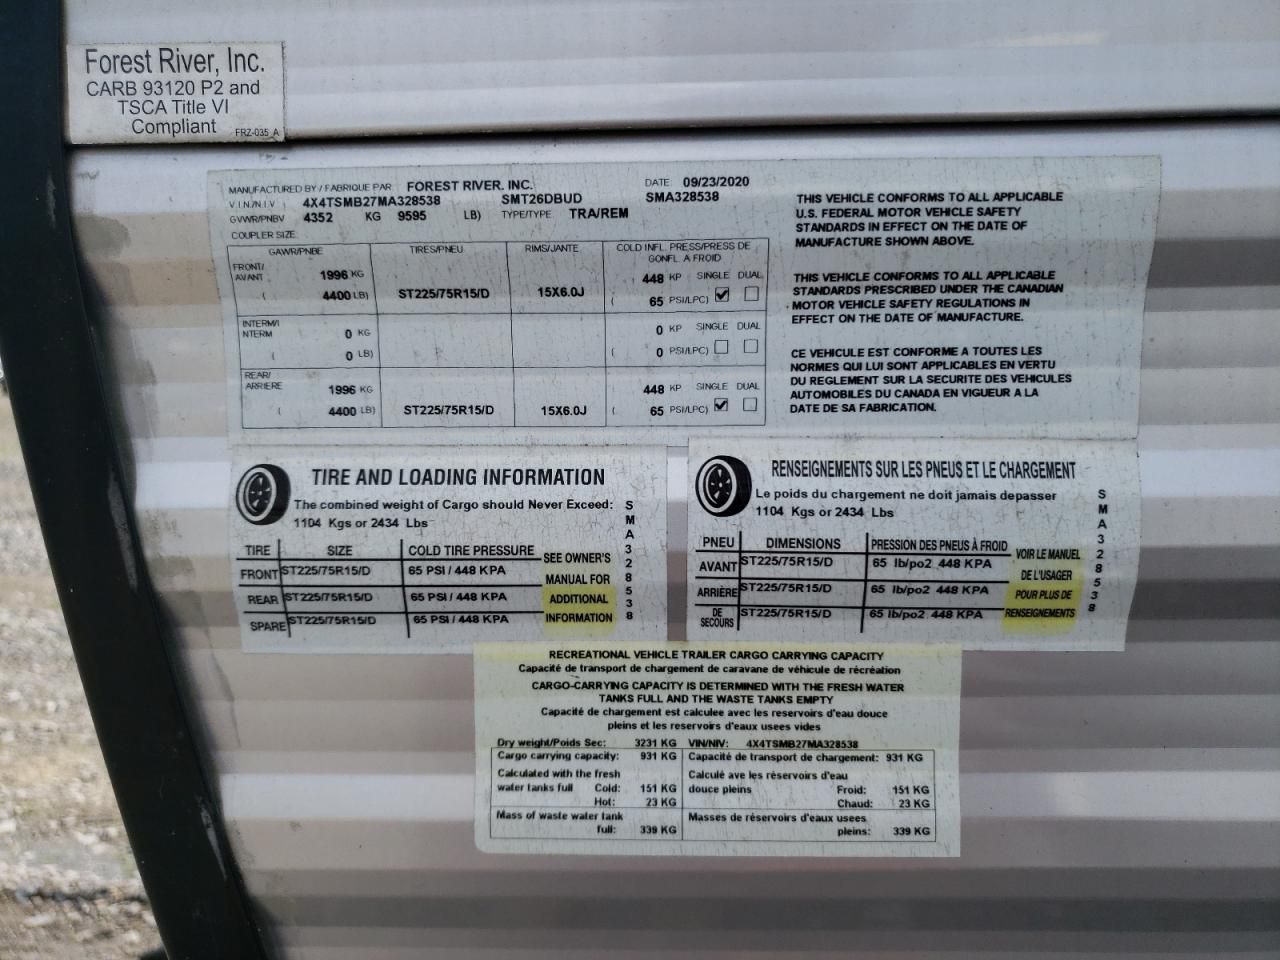 Forest River, Inc.
CARB 93120 P2 and
TSCA Title VI
Compliant FRZ-035 A
MANUFACTURED BY / FABRIQUE PAR FOREST RIVER, INC. DATE 09/23/2020
V.I.N./N.I.V 4X4TSMB27MA328538 SMT26DBUD SMA328538
GVWR/PNBV 4352 KG 9595 LB) TYPE/TYPE TRA/REM
COUPLER SIZE
GAWR/PNBE TIRES/PNEU RIMS/JANTE COLD INFL. PRESS/PRESS DE
GONFL. A FROID
FRONT/
AVANT 1996 KG 448 KP SINGLE DUAL
( 4400 LB) ST225/75R15/D 15X6.0J ( 65 PSI/LPC)
INTERM/I
NTERM 0 KG 0 KP SINGLE DUAL
( 0 LB) ( 0 PSI/LPC)
REAR/
ARRIERE 1996 KG 448 KP SINGLE DUAL
( 4400 LB) ST225/75R15/D 15X6.0J ( 65 PSI/LPC)
THIS VEHICLE CONFORMS TO ALL APPLICABLE
U.S. FEDERAL MOTOR VEHICLE SAFETY
STANDARDS IN EFFECT ON THE DATE OF
MANUFACTURE SHOWN ABOVE.
THIS VEHICLE CONFORMS TO ALL APPLICABLE
STANDARDS PRESCRIBED UNDER THE CANADIAN
MOTOR VEHICLE SAFETY REGULATIONS IN
EFFECT ON THE DATE OF MANUFACTURE.
CE VEHICULE EST CONFORME A TOUTES LES
NORMES QUI LUI SONT APPLICABLES EN VERTU
DU REGLEMENT SUR LA SECURITE DES VEHICULES
AUTOMOBILES DU CANADA EN VIGUEUR A LA
DATE DE SA FABRICATION.
TIRE AND LOADING INFORMATION
The combined weight of Cargo should Never Exceed:
1104 Kgs or 2434 Lbs
TIRE SIZE COLD TIRE PRESSURE
FRONT ST225/75R15/D 65 PSI / 448 KPA
REAR ST225/75R15/D 65 PSI / 448 KPA
SPARE ST225/75R15/D 65 PSI / 448 KPA
SEE OWNER'S
MANUAL FOR
ADDITIONAL
INFORMATION
SMA328538
RENSEIGNEMENTS SUR LES PNEUS ET LE CHARGEMENT
Le poids du chargement ne doit jamais depasser
1104 Kgs or 2434 Lbs
PNEU DIMENSIONS PRESSION DES PNEUS À FROID
AVANT ST225/75R15/D 65 lb/po2 448 KPA
ARRIÈRE ST225/75R15/D 65 lb/po2 448 KPA
DE
SECOURS ST225/75R15/D 65 lb/po2 448 KPA
VOIR LE MANUEL
DE L'USAGER
POUR PLUS DE
RENSEIGNEMENTS
SMA328538
RECREATIONAL VEHICLE TRAILER CARGO CARRYING CAPACITY
Capacité de transport de chargement de caravane de véhicule de récréation
CARGO-CARRYING CAPACITY IS DETERMINED WITH THE FRESH WATER
TANKS FULL AND THE WASTE TANKS EMPTY
Capacité de chargement est calculee avec les reservoirs d'eau douce
pleins et les reservoirs d'eaux usees vides
Dry weight/Poids Sec: 3231 KG VIN/NIV: 4X4TSMB27MA328538
Cargo carrying capacity: 931 KG Capacité de transport de chargement: 931 KG
Calculated with the fresh Calculé ave les réservoirs d'eau
water tanks full Cold: 151 KG douce pleins Froid: 151 KG
Hot: 23 KG Chaud: 23 KG
Mass of waste water tank Masses de réservoirs d'eaux usees
full: 339 KG pleins: 339 KG